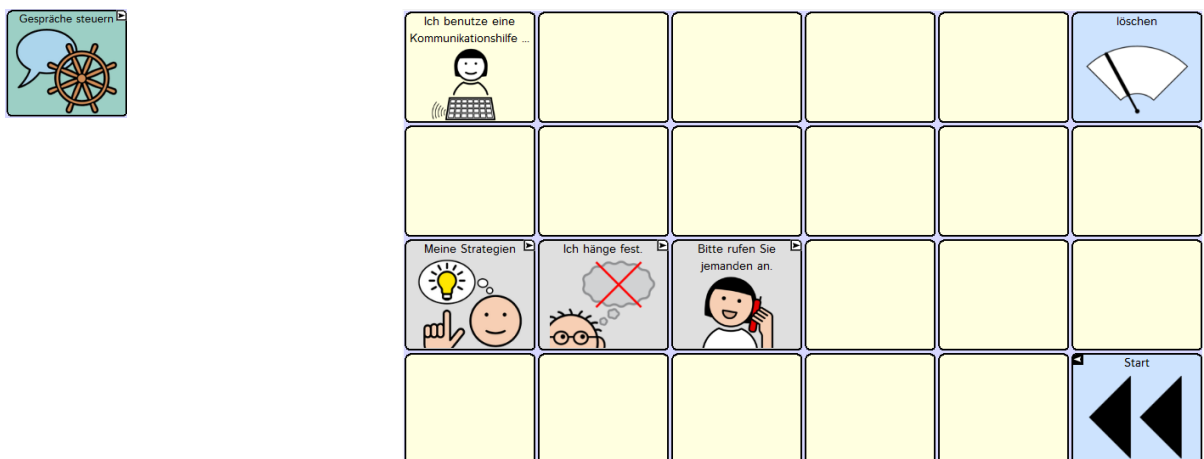 Gespräche steuern
Ich benutze eine
Kommunikationshilfe ...
löschen
Meine Strategien
Ich hänge fest.
Bitte rufen Sie
jemanden an.
Start